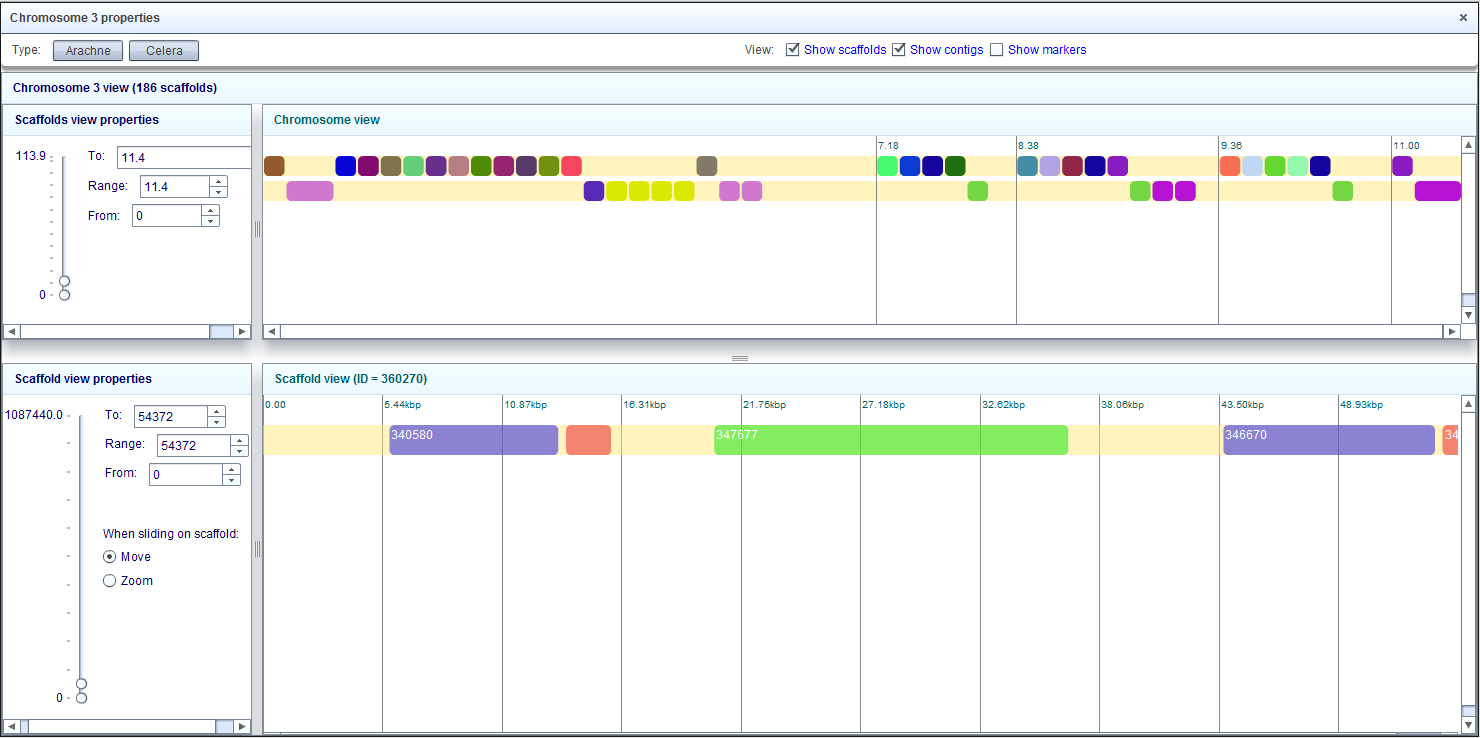 Chromosome 3 properties
Type: Arachne Celera View: Show scaffolds Show contigs Show markers
Chromosome 3 view (186 scaffolds)
Scaffolds view properties
113.9
To: 11.4
Range: 11.4
From: 0
0
Chromosome view
7.18 8.38 9.36 11.00
Scaffold view properties
1087440.0
To: 54372
Range: 54372
From: 0
When sliding on scaffold:
Move
Zoom
0
Scaffold view (ID = 360270)
0.00 5.44kbp 10.87kbp 16.31kbp 21.75kbp 27.18kbp 32.62kbp 38.06kbp 43.50kbp 48.93kbp
340580 347677 346670 34